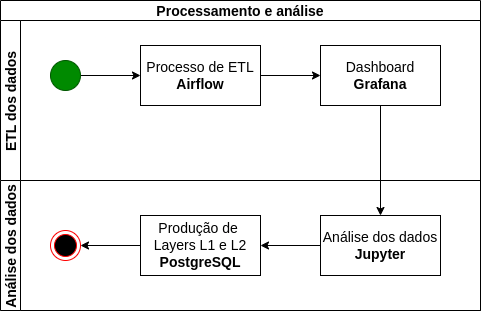 Processamento e análise
ETL dos dados
Processo de ETL
Airflow
Dashboard
Grafana
Análise dos dados
Produção de
Layers L1 e L2
PostgreSQL
Análise dos dados
Jupyter